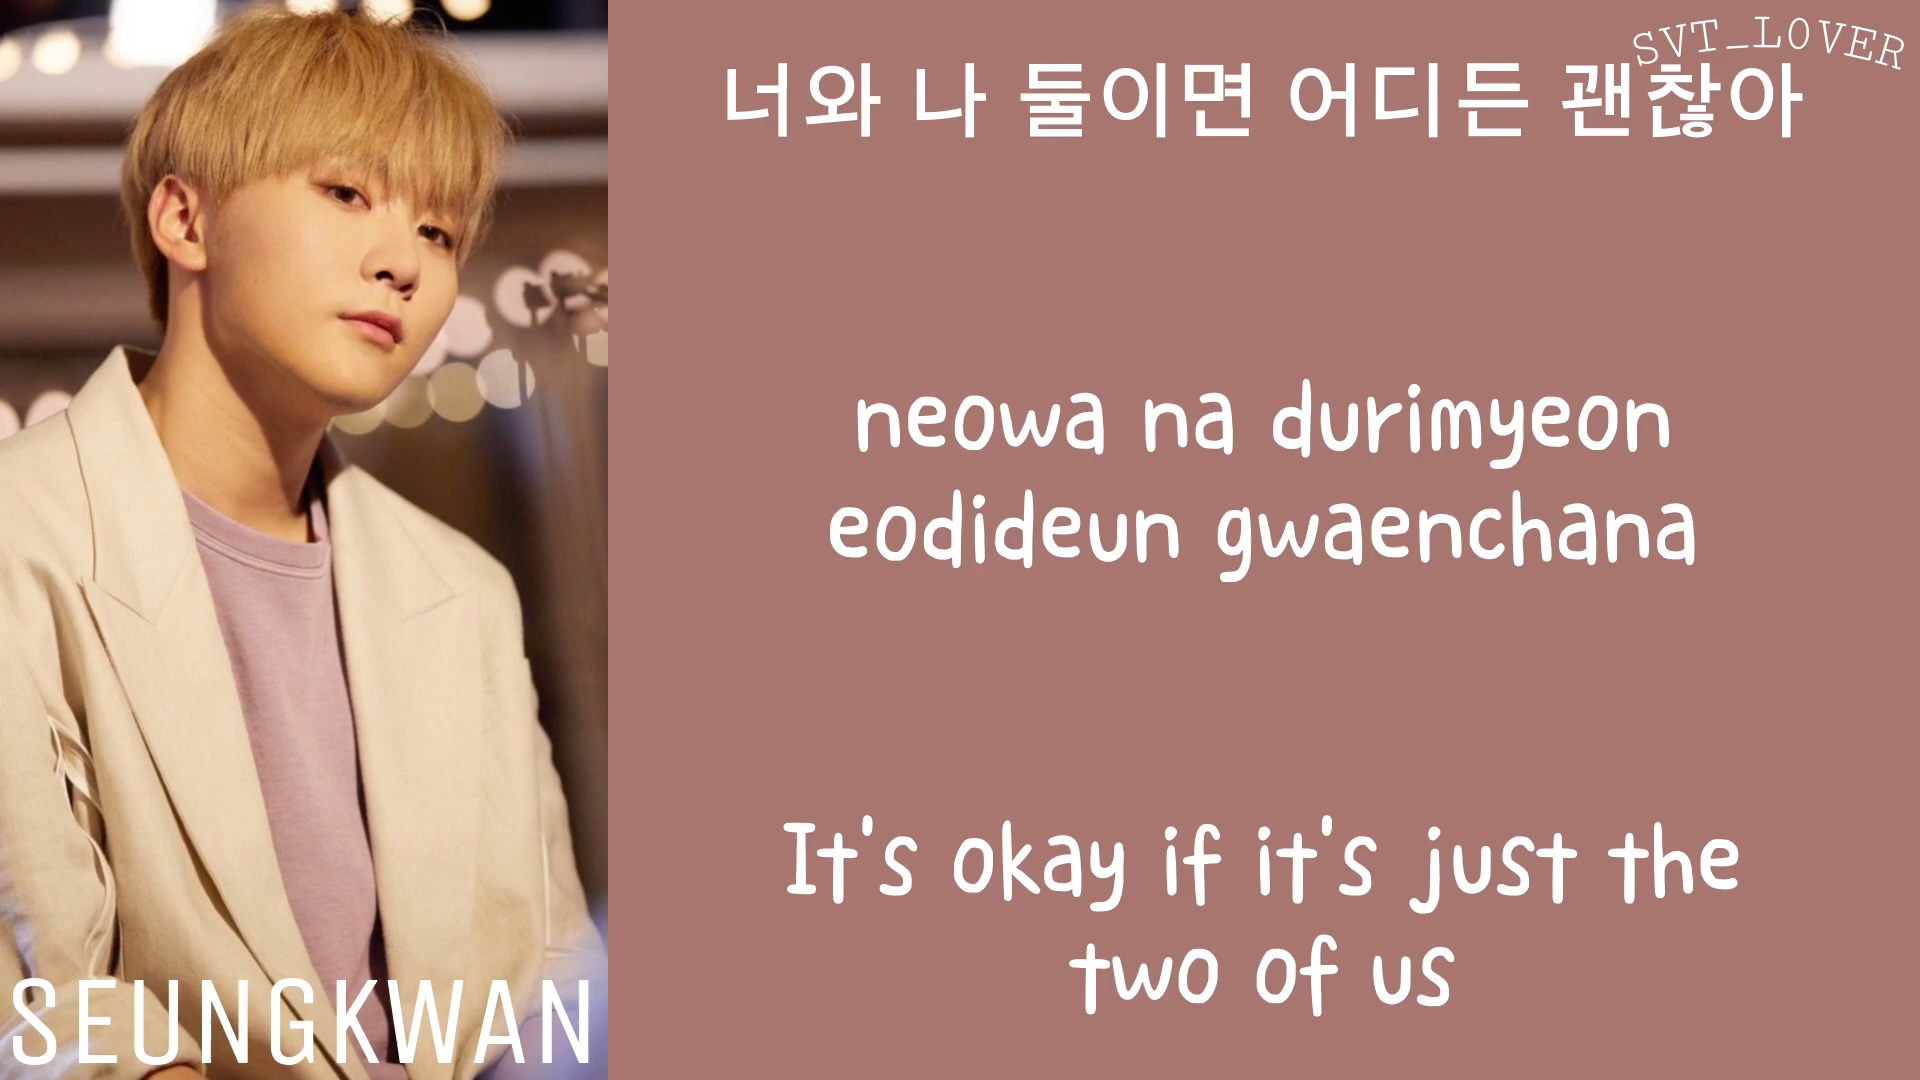 SVT_L0VER
너와 나 둘이면 어디든 괜찮아
neowa na durimyeon
eodideun gwaenchana
It's okay if it's just the
two of us
SEUNGKWAN